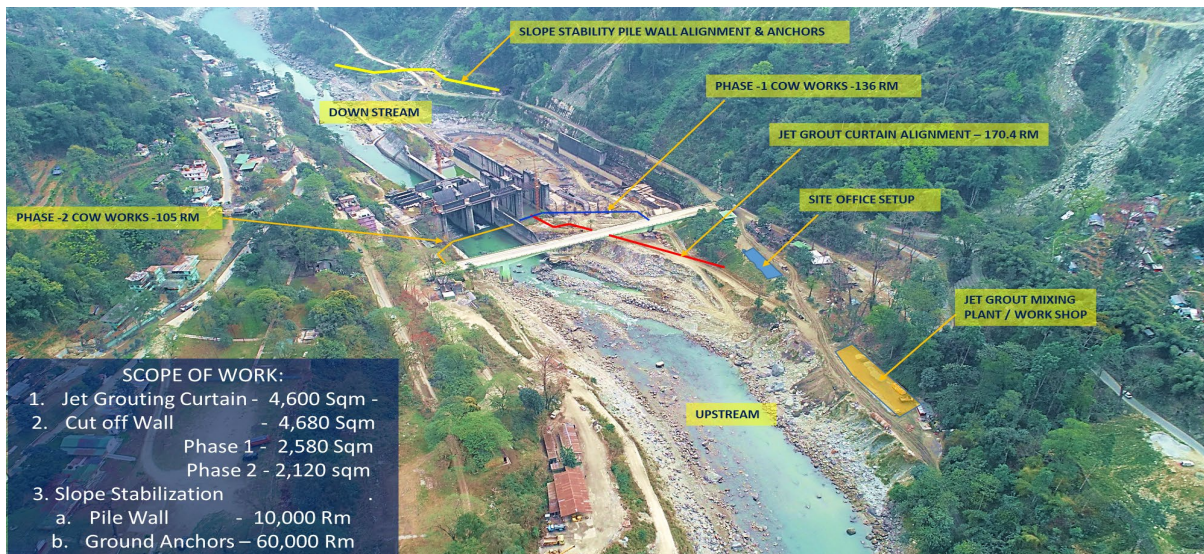 SLOPE STABILITY PILE WALL ALIGNMENT & ANCHORS
PHASE -1 COW WORKS -136 RM
DOWN STREAM
JET GROUT CURTAIN ALIGNMENT – 170.4 RM
SITE OFFICE SETUP
PHASE -2 COW WORKS -105 RM
JET GROUT MIXING
PLANT / WORK SHOP
UPSTREAM
SCOPE OF WORK:
1. Jet Grouting Curtain - 4,600 Sqm -
2. Cut off Wall - 4,680 Sqm
Phase 1 - 2,580 Sqm
Phase 2 - 2,120 sqm
3. Slope Stabilization .
a. Pile Wall - 10,000 Rm
b. Ground Anchors – 60,000 Rm